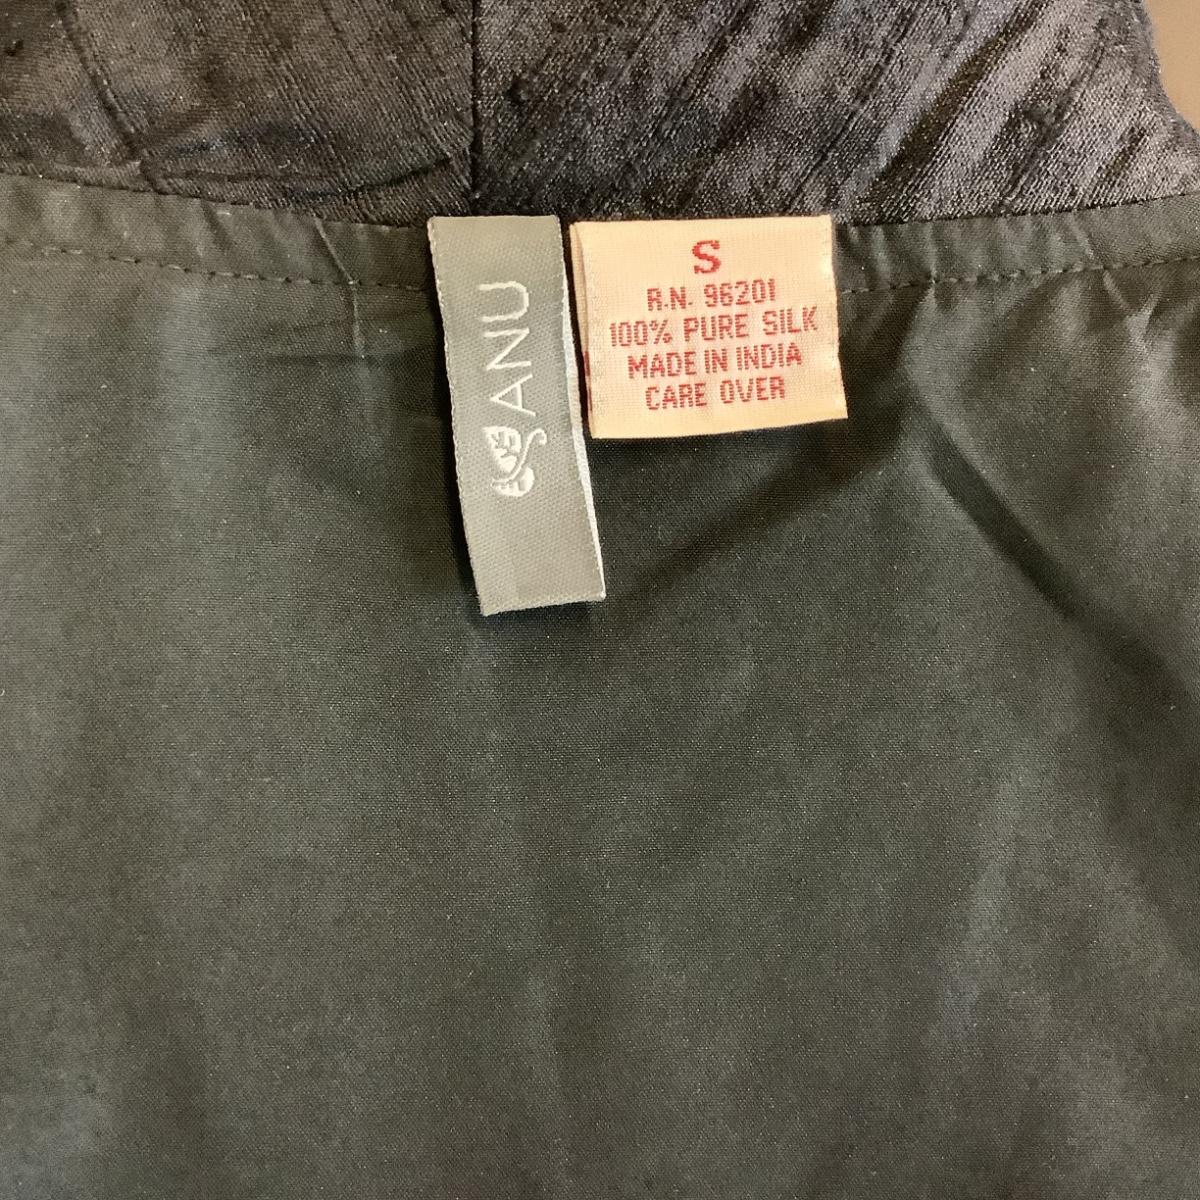 ANU
S
R.N. 96201
100% PURE SILK
MADE IN INDIA
CARE OVER